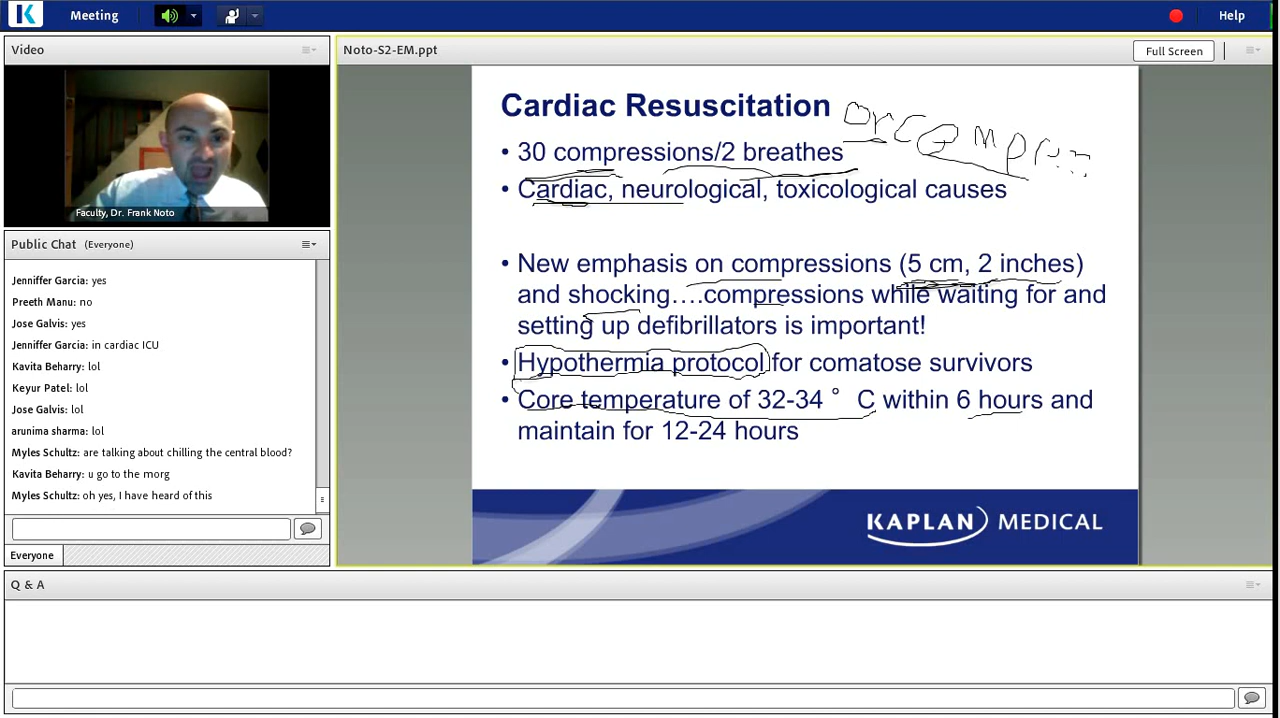 Meeting
Help
Video
Faculty, Dr. Frank Noto
Public Chat (Everyone)
Jenniffer Garcia: yes
Preeth Manu: no
Jose Galvis: yes
Jenniffer Garcia: in cardiac ICU
Kavita Beharry: lol
Keyur Patel: lol
Jose Galvis: lol
arunima sharma: lol
Myles Schultz: are talking about chilling the central blood?
Kavita Beharry: u go to the morg
Myles Schultz: oh yes, I have heard of this
Everyone
Noto-S2-EM.ppt
Full Screen
Cardiac Resuscitation
• 30 compressions/2 breathes
• Cardiac, neurological, toxicological causes
• New emphasis on compressions (5 cm, 2 inches)
and shocking….compressions while waiting for and
setting up defibrillators is important!
• Hypothermia protocol for comatose survivors
• Core temperature of 32-34 ° C within 6 hours and
maintain for 12-24 hours
KAPLAN MEDICAL
Q & A